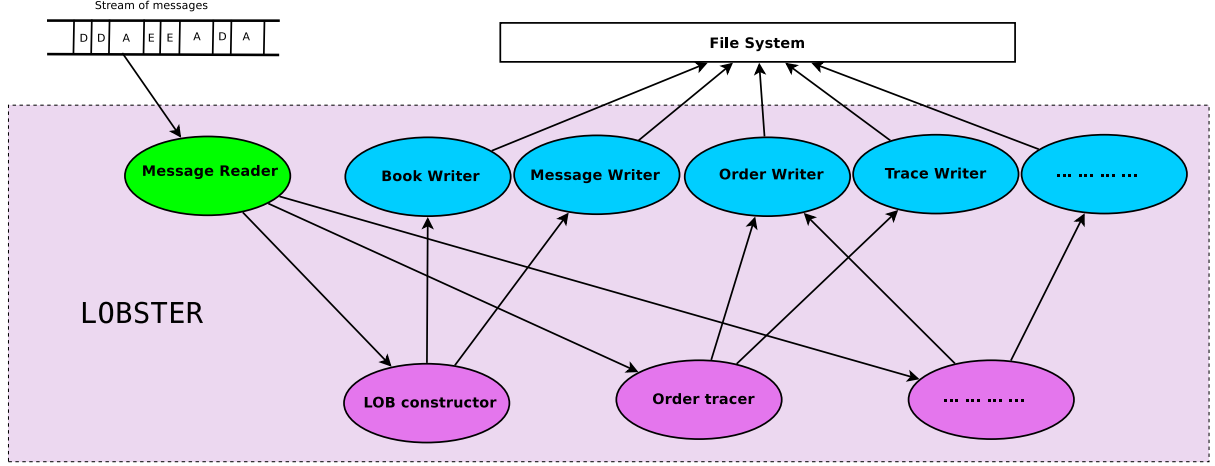 Stream of messages
D D A E E A D A
File System
Message Reader
Book Writer
Message Writer
Order Writer
Trace Writer
... ... ... ...
LOBSTER
LOB constructor
Order tracer
... ... ... ...